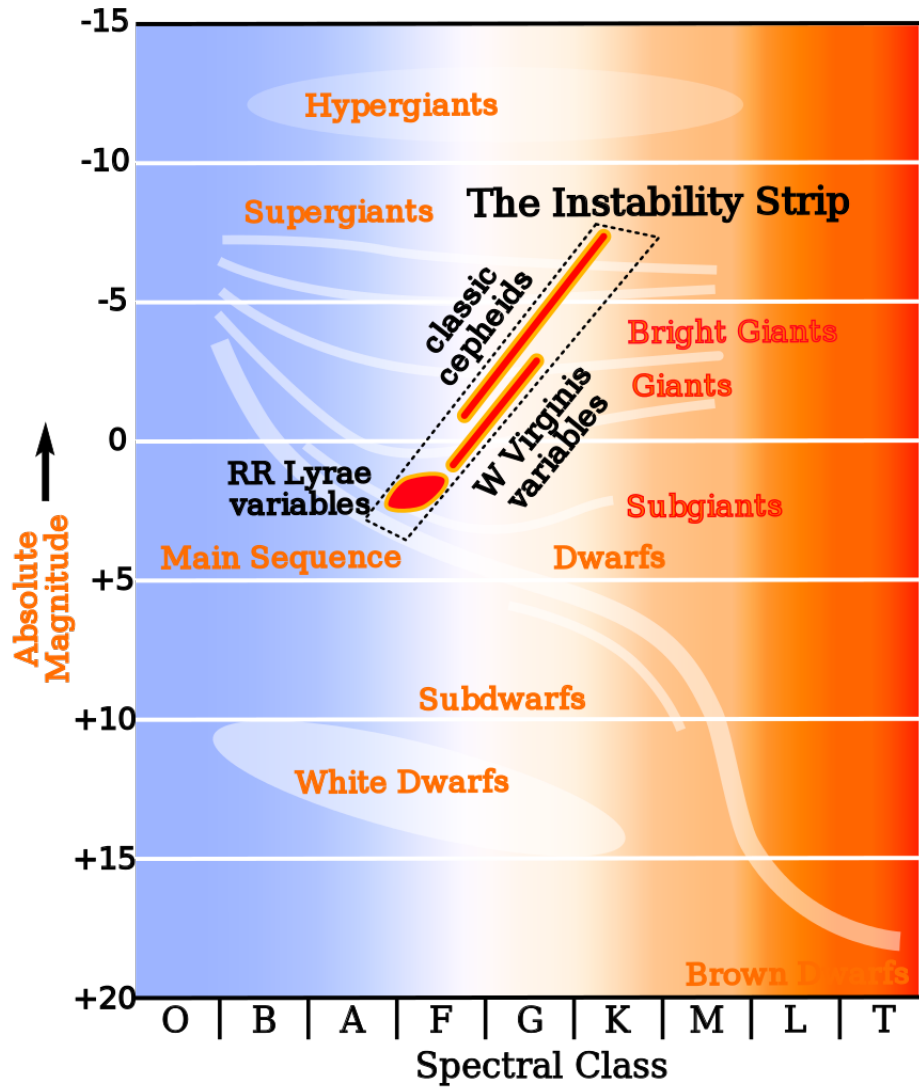 -15
Hypergiants
-10
Supergiants
The Instability Strip
classic
cepheids
-5
Bright Giants
Giants
W Virginis
variables
0
RR Lyrae
variables
Subgiants
Absolute
Magnitude
Main Sequence
Dwarfs
+5
Subdwarfs
+10
White Dwarfs
+15
Brown Dwarfs
+20
O B A F G K M L T
Spectral Class